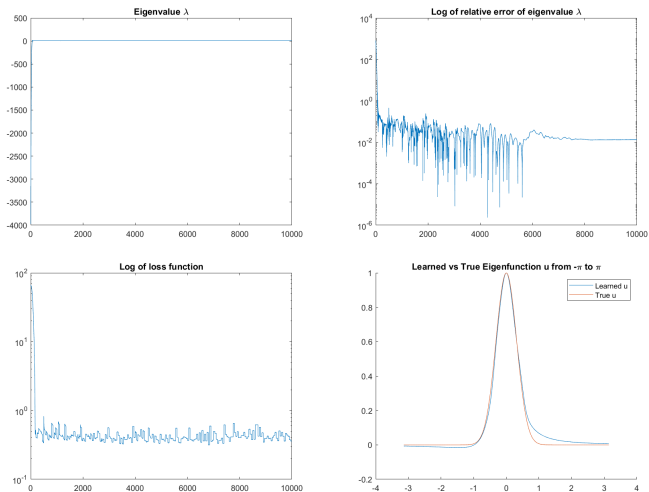 Eigenvalue λ
500
0
-500
-1000
-1500
-2000
-2500
-3000
-3500
-4000
0 2000 4000 6000 8000 10000
Log of relative error of eigenvalue λ
10^4
10^2
10^0
10^-2
10^-4
10^-6
0 2000 4000 6000 8000 10000
Log of loss function
10^2
10^1
10^0
10^-1
0 2000 4000 6000 8000 10000
Learned vs True Eigenfunction u from -π to π
1
0.8
0.6
0.4
0.2
0
-0.2
-4 -3 -2 -1 0 1 2 3 4
Learned u
True u